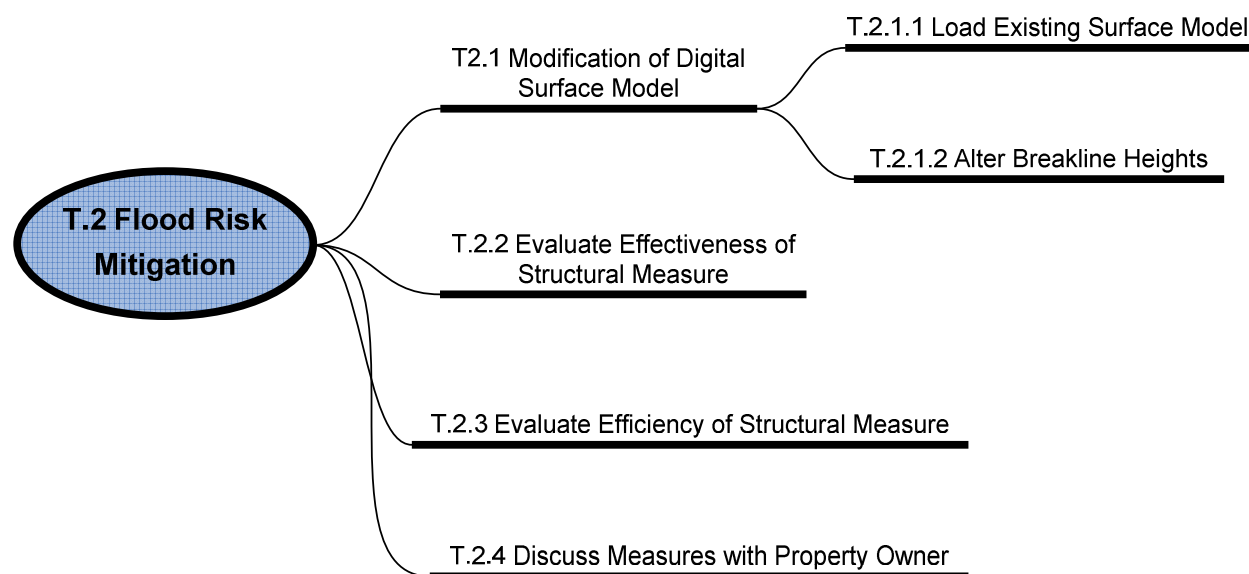 T.2 Flood Risk
Mitigation
T2.1 Modification of Digital
Surface Model
T.2.1.1 Load Existing Surface Model
T.2.1.2 Alter Breakline Heights
T.2.2 Evaluate Effectiveness of
Structural Measure
T.2.3 Evaluate Efficiency of Structural Measure
T.2.4 Discuss Measures with Property Owner